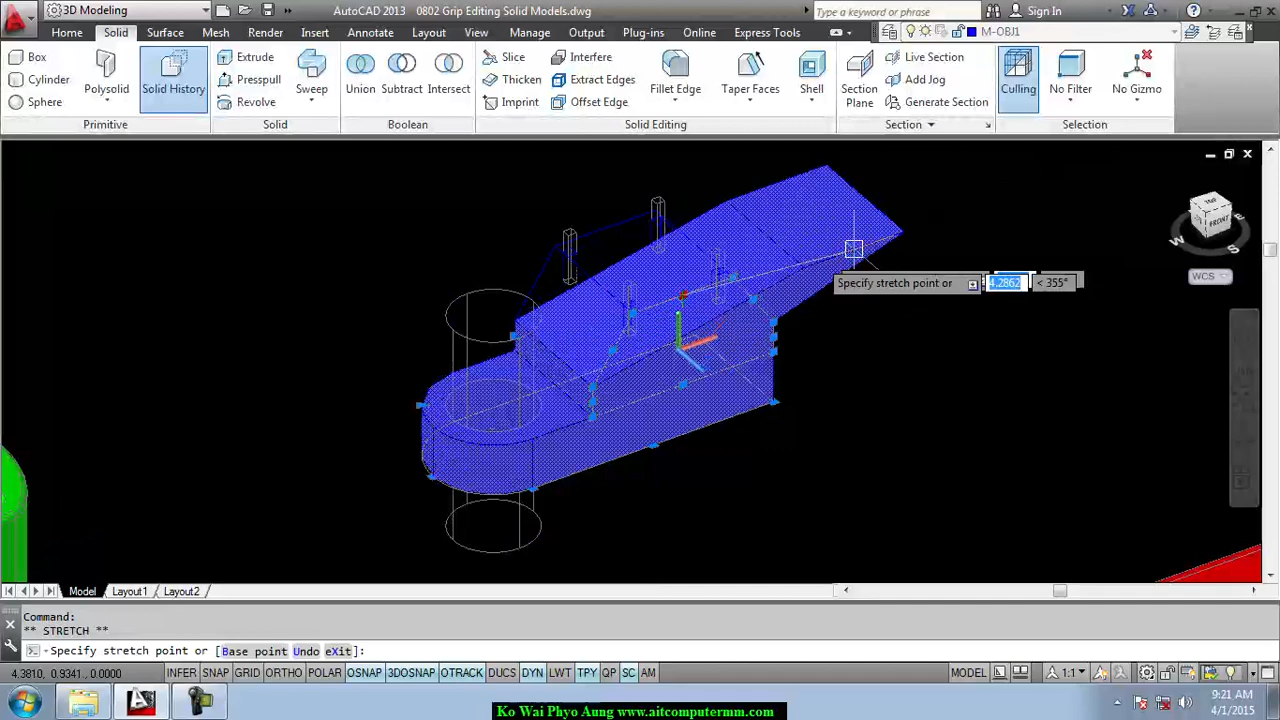 3D Modeling
AutoCAD 2013 0802 Grip Editing Solid Models.dwg
Type a keyword or phrase
Sign In
Home Solid Surface Insert Annotate Layout View Manage Output Plug-ins Online Express Tools
M-OBJ1
Box
Cylinder
Sphere
Polysolid
Solid History
Primitive
Extrude
Presspull
Revolve
Sweep
Solid
Union Subtract Intersect
Boolean
Slice
Thicken
Imprint
Interfere
Extract Edges
Offset Edge
Fillet Edge
Taper Faces
Shell
Solid Editing
Section Plane
Live Section
Add Jog
Generate Section
Section
Culling
No Filter
No Gizmo
Selection
TOP
FRONT
W
S
WCS
Specify stretch point or 4.2862 < 355°
Model Layout1 Layout2
Command:
** STRETCH **
Specify stretch point or [Base point Undo eXit]:
4.3810, 0.9341, 0.0000
INFER SNAP GRID ORTHO POLAR OSNAP 3DOSNAP OTRACK DUCS DYN LWT TPY QP SC AM
MODEL
1:1
9:21 AM
4/1/2015
Ko Wai Phyo Aung www.aitcomputermm.com